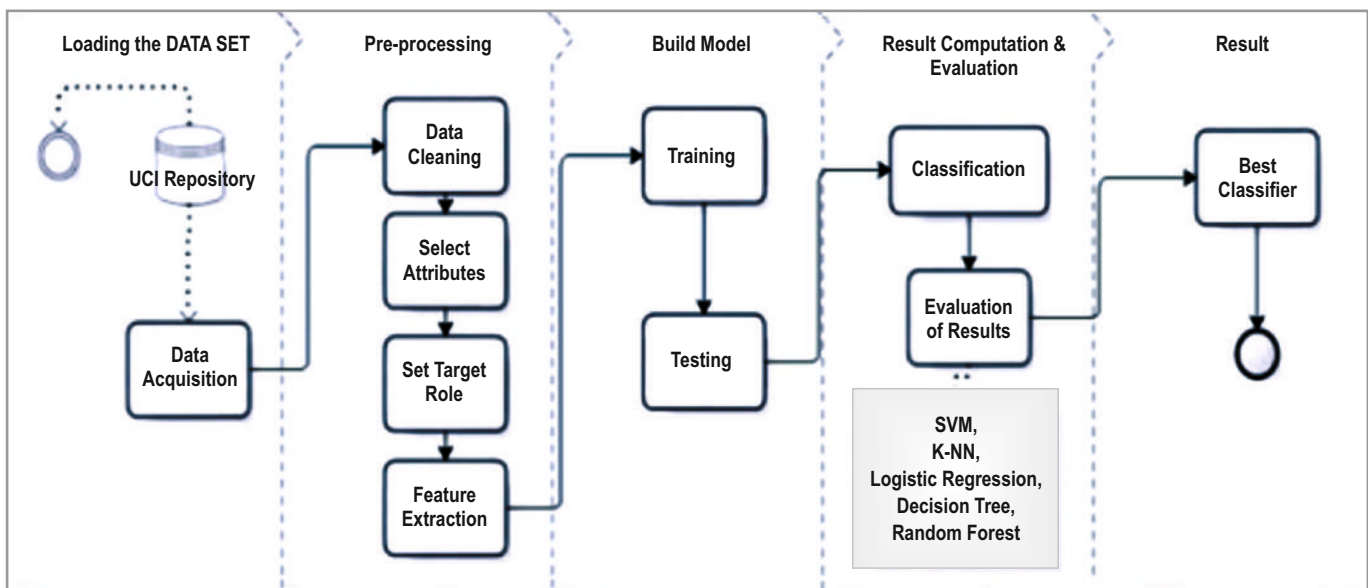 Loading the DATA SET
Pre-processing
Build Model
Result Computation &
Evaluation
Result
UCI Repository
Data
Acquisition
Data
Cleaning
Select
Attributes
Set Target
Role
Feature
Extraction
Training
Testing
Classification
Evaluation
of Results
SVM,
K-NN,
Logistic Regression,
Decision Tree,
Random Forest
Best
Classifier